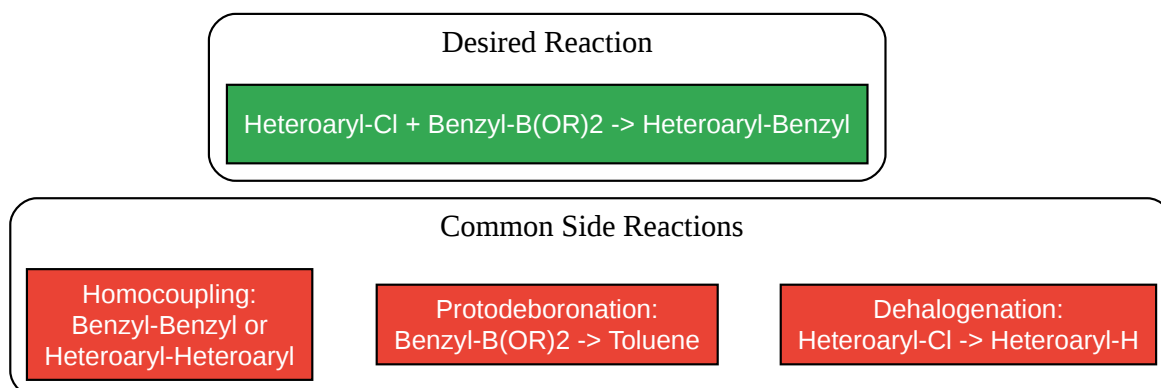 Desired Reaction
Heteroaryl-Cl + Benzyl-B(OR)2 -> Heteroaryl-Benzyl
Common Side Reactions
Homocoupling:
Benzyl-Benzyl or
Heteroaryl-Heteroaryl
Protodeboronation:
Benzyl-B(OR)2 -> Toluene
Dehalogenation:
Heteroaryl-Cl -> Heteroaryl-H